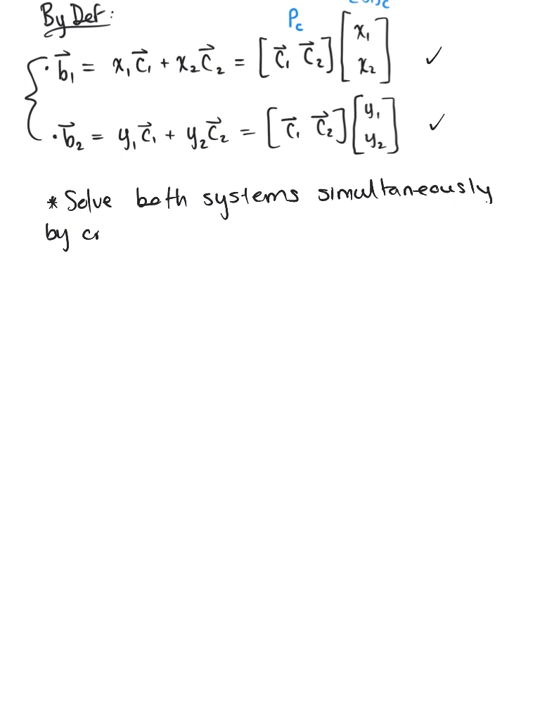 By Def:
P_c
· b⃗₁ = x₁c⃗₁ + x₂c⃗₂ = [c⃗₁ c⃗₂][x₁ x₂] ✓
· b⃗₂ = y₁c⃗₁ + y₂c⃗₂ = [c⃗₁ c⃗₂][y₁ y₂] ✓
* Solve both systems simultaneously
by